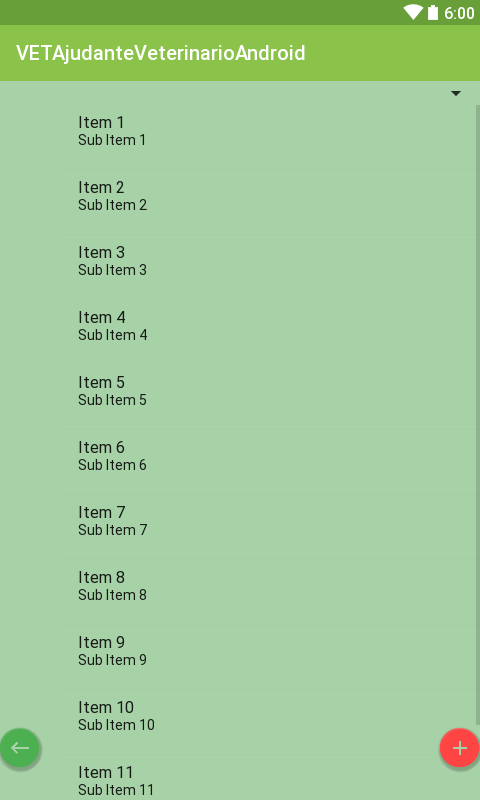 6:00
VETAjudanteVeterinarioAndroid
Item 1
Sub Item 1
Item 2
Sub Item 2
Item 3
Sub Item 3
Item 4
Sub Item 4
Item 5
Sub Item 5
Item 6
Sub Item 6
Item 7
Sub Item 7
Item 8
Sub Item 8
Item 9
Sub Item 9
Item 10
Sub Item 10
Item 11
Sub Item 11